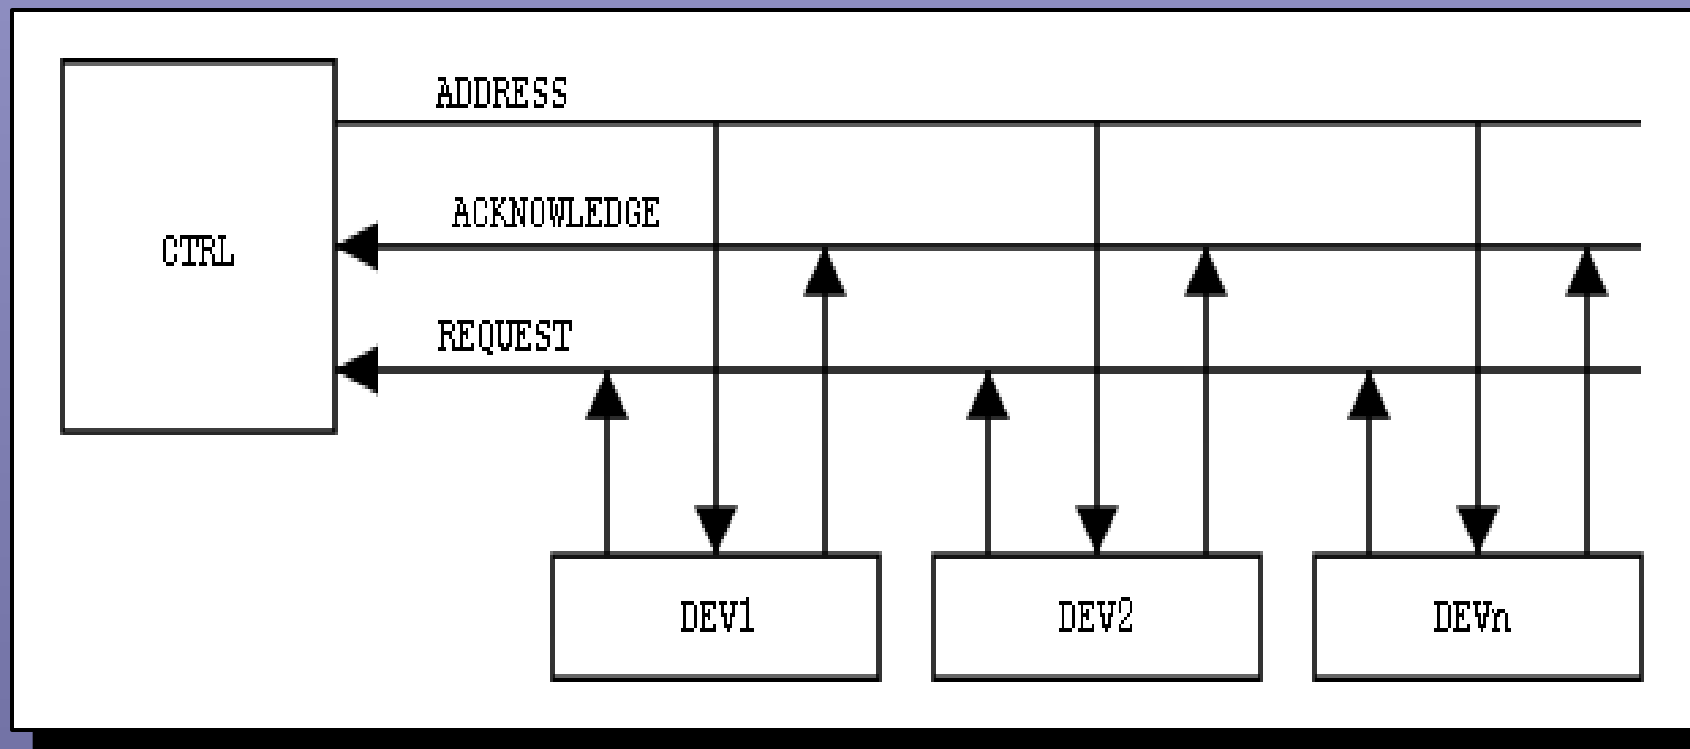 ADDRESS
ACKNOWLEDGE
CTRL
REQUEST
DEV1
DEV2
DEVn